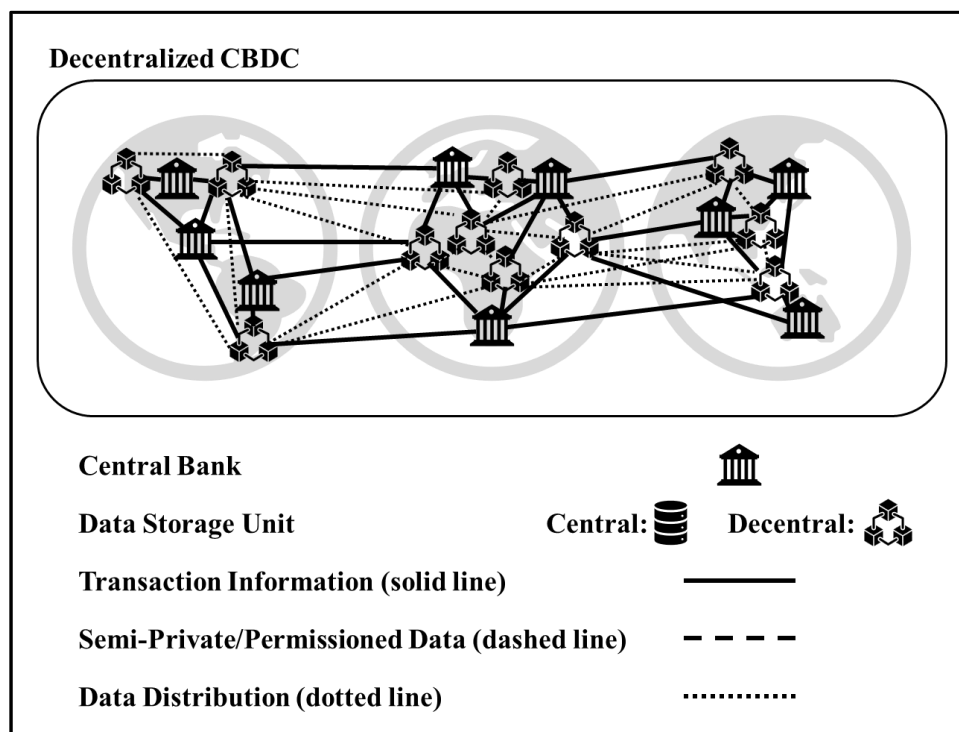 Decentralized CBDC
Central Bank
Data Storage Unit Central: Decentral:
Transaction Information (solid line)
Semi-Private/Permissioned Data (dashed line)
Data Distribution (dotted line)